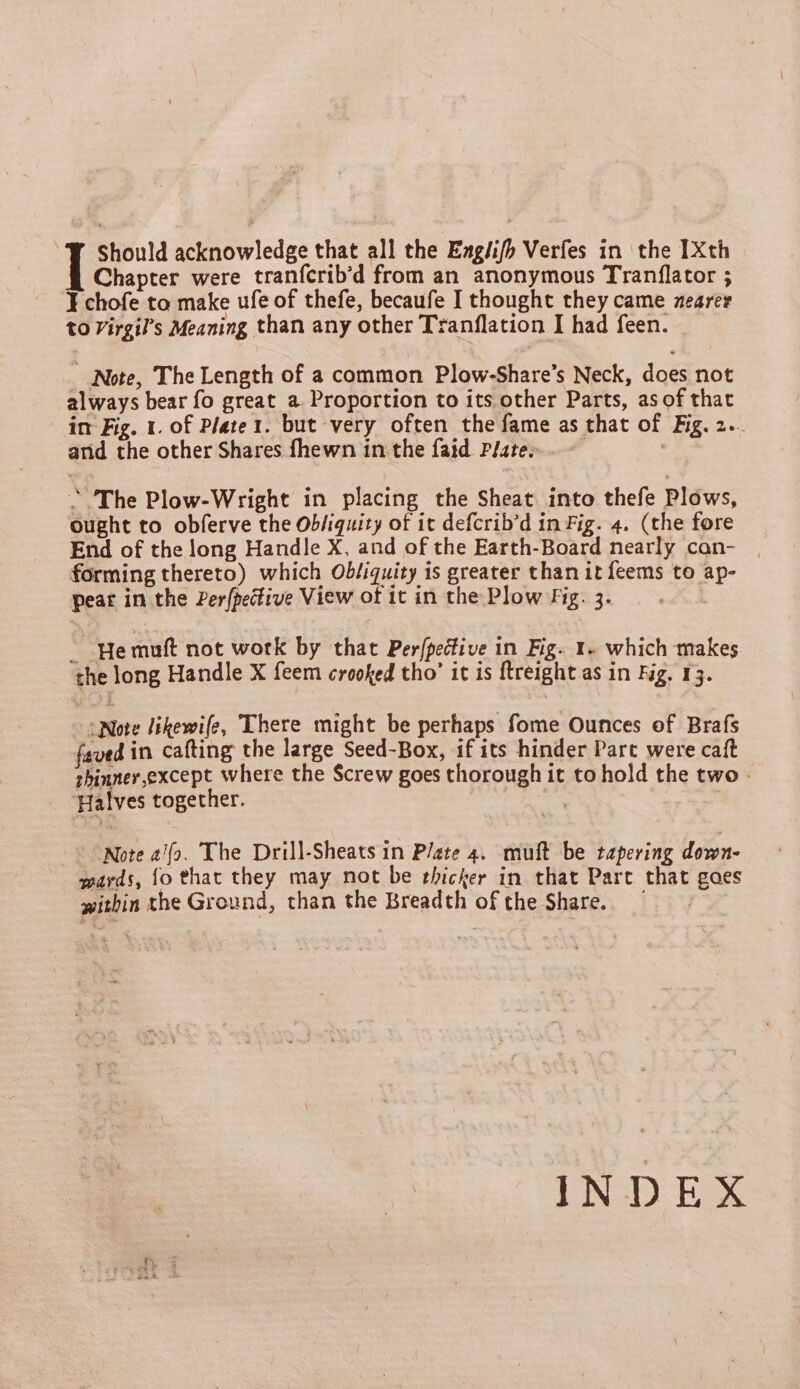 I Should acknowledge that all the Engliſh Verſes in the IXth
Chapter were tranſcrib'd from an anonymous Tranſlator ;
I choſe to make uſe of theſe, becauſe I thought they came nearer
to Virgil's Meaning than any other Tranſlation I had ſeen.
Note, The Length of a common Plow-Share's Neck, does not
always bear ſo great a Proportion to its other Parts, as of that
in Fig. 1. of Plate 1. but very often the ſame as that of Fig. 2.
and the other Shares ſhewn in the ſaid Plate.
The Plow-Wright in placing the Sheat into theſe Plows,
ought to obſerve the Obliquity of it deſcrib'd in Fig. 4. (the fore
End of the long Handle X, and of the Earth-Board nearly con-
forming thereto) which Obliquity is greater than it ſeems to ap-
pear in the Perſpective View of it in the Plow Fig. 3.
He muſt not work by that Perſpective in Fig. 1. which makes
the long Handle X ſeem crooked tho' it is ſtreight as in Fig. 13.
Note likewiſe, There might be perhaps ſome Ounces of Braſs
ſaved in caſting the large Seed-Box, if its hinder Part were caſt
thinner, except where the Screw goes thorough it to hold the two
Halves together.
Note alſo. The Drill-Sheats in Plate 4. muſt be tapering down-
wards, ſo that they may not be thicker in that Part that goes
within the Ground, than the Breadth of the Share.
INDEX